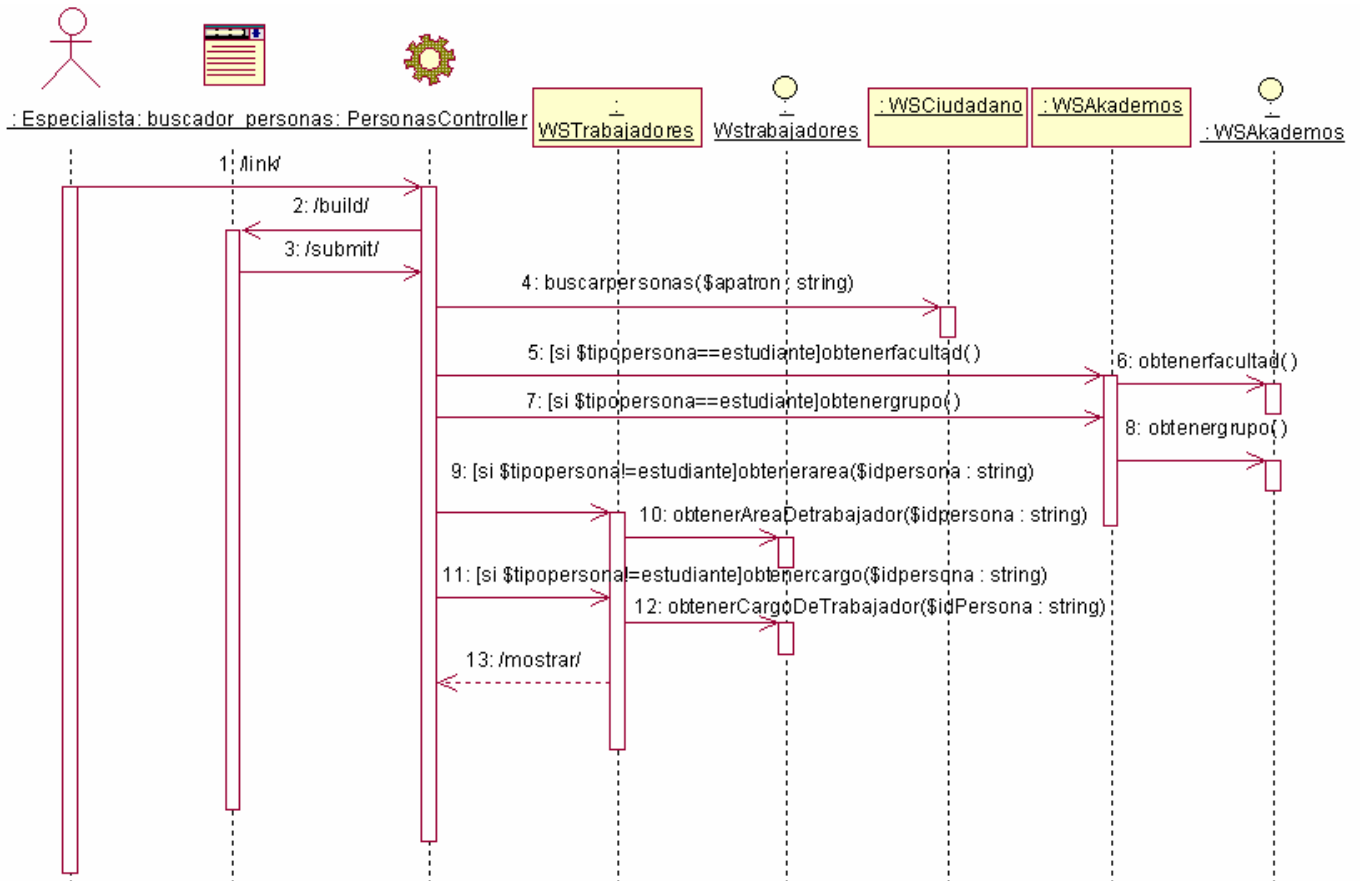 : Especialista: buscador_personas: PersonasController
:
WSTrabajadores
:
Wstrabajadores
: WSCiudadano
: WSAkademos
:
: WSAkademos
1: /link/
2: /build/
3: /submit/
4: buscarpersonas($apatron : string)
5: [si $tipopersona==estudiante]obtenerfacultad( )
6: obtenerfacultad( )
7: [si $tipopersona==estudiante]obtenergrupo( )
8: obtenergrupo( )
9: [si $tipopersona!=estudiante]obtenerarea($idpersona : string)
10: obtenerAreaDetrabajador($idpersona : string)
11: [si $tipopersona!=estudiante]obtenercargo($idpersona : string)
12: obtenerCargoDeTrabajador($idPersona : string)
13: /mostrar/